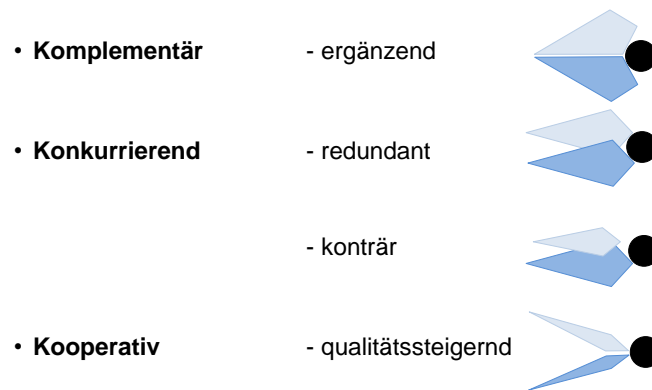 • Komplementär - ergänzend
• Konkurrierend - redundant
- konträr
• Kooperativ - qualitätssteigernd